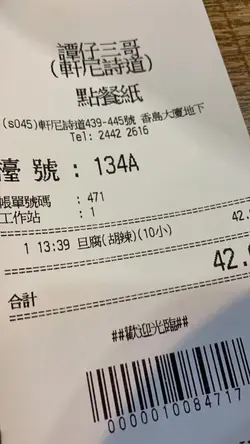 譚仔三哥
(軒尼詩道)
點餐紙
(s045)軒尼詩道439-445號 香島大廈地下
Tel: 2442 2616
檯 號 : 134A
帳單號碼 : 471
工作站 : 1
1 13:39 豆腐(胡辣)(10小) 42.
合計 42.
##歡迎光臨##
0000010084717